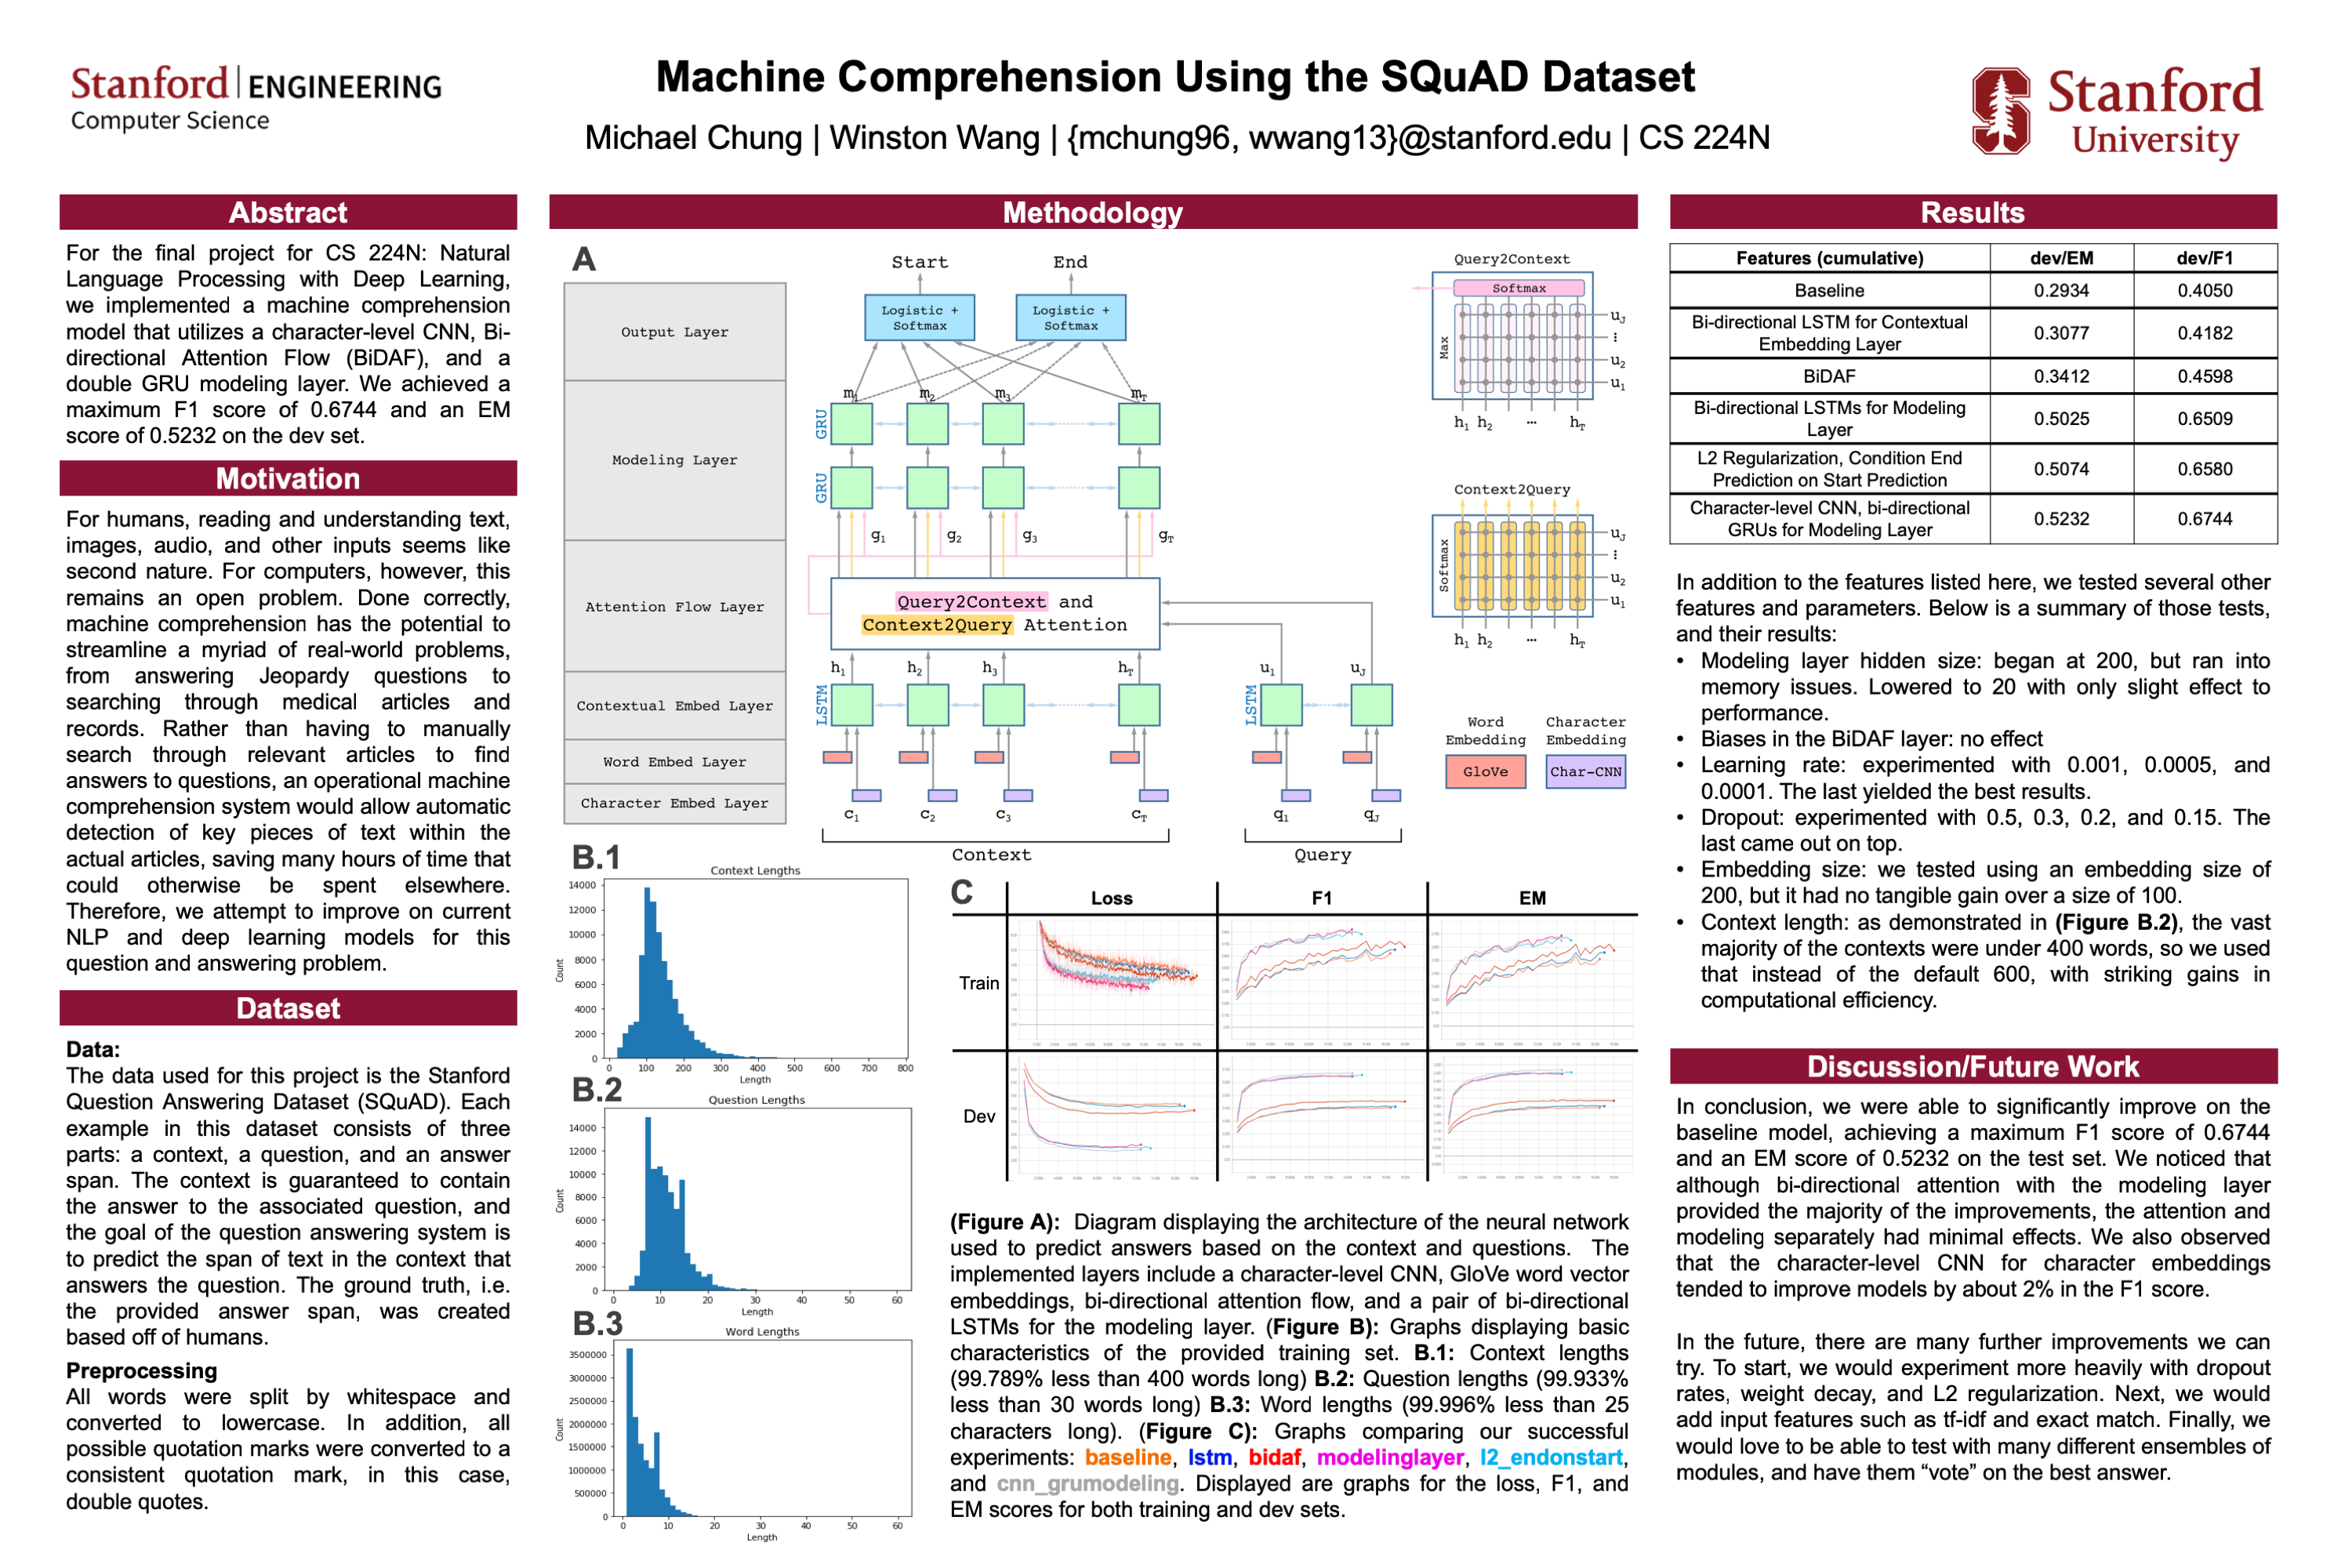 Stanford | ENGINEERING
Computer Science
Machine Comprehension Using the SQuAD Dataset
Michael Chung | Winston Wang | {mchung96, wwang13}@stanford.edu | CS 224N
Stanford
University
Abstract
For the final project for CS 224N: Natural
Language Processing with Deep Learning,
we implemented a machine comprehension
model that utilizes a character-level CNN, Bi-
directional Attention Flow (BiDAF), and a
double GRU modeling layer. We achieved a
maximum F1 score of 0.6744 and an EM
score of 0.5232 on the dev set.
Motivation
For humans, reading and understanding text,
images, audio, and other inputs seems like
second nature. For computers, however, this
remains an open problem. Done correctly,
machine comprehension has the potential to
streamline a myriad of real-world problems,
from answering Jeopardy questions to
searching through medical articles and
records. Rather than having to manually
search through relevant articles to find
answers to questions, an operational machine
comprehension system would allow automatic
detection of key pieces of text within the
actual articles, saving many hours of time that
could otherwise be spent elsewhere.
Therefore, we attempt to improve on current
NLP and deep learning models for this
question and answering problem.
Dataset
Data:
The data used for this project is the Stanford
Question Answering Dataset (SQuAD). Each
example in this dataset consists of three
parts: a context, a question, and an answer
span. The context is guaranteed to contain
the answer to the associated question, and
the goal of the question answering system is
to predict the span of text in the context that
answers the question. The ground truth, i.e.
the provided answer span, was created
based off of humans.
Preprocessing
All words were split by whitespace and
converted to lowercase. In addition, all
possible quotation marks were converted to a
consistent quotation mark, in this case,
double quotes.
Methodology
A
Output Layer
Modeling Layer
Attention Flow Layer
Contextual Embed Layer
Word Embed Layer
Character Embed Layer
Start End
Logistic + Softmax
Logistic + Softmax
m1 m2 m3 mT
GRU
GRU
g1 g2 g3 gT
Query2Context and
Context2Query Attention
h1 h2 h3 hT u1 uJ
LSTM LSTM
c1 c2 c3 cT q1 qJ
Context Query
Query2Context
Softmax
Max
uJ
⋮
u2
u1
h1 h2 ... hT
Context2Query
Softmax
uJ
⋮
u2
u1
h1 h2 ... hT
Word Embedding
Character Embedding
GloVe
Char-CNN
B.1
Context Lengths
Count
14000
12000
10000
8000
6000
4000
2000
0
0 100 200 300 400 500 600 700 800
Length
B.2
Question Lengths
Count
14000
12000
10000
8000
6000
4000
2000
0
0 10 20 30 40 50 60
Length
B.3
Word Lengths
Count
3500000
3000000
2500000
2000000
1500000
1000000
500000
0
0 10 20 30 40 50 60
Length
C
Loss F1 EM
Train
Dev
(Figure A): Diagram displaying the architecture of the neural network
used to predict answers based on the context and questions. The
implemented layers include a character-level CNN, GloVe word vector
embeddings, bi-directional attention flow, and a pair of bi-directional
LSTMs for the modeling layer. (Figure B): Graphs displaying basic
characteristics of the provided training set. B.1: Context lengths
(99.789% less than 400 words long) B.2: Question lengths (99.933%
less than 30 words long) B.3: Word lengths (99.996% less than 25
characters long). (Figure C): Graphs comparing our successful
experiments: baseline, lstm, bidaf, modelinglayer, l2_endonstart,
and cnn_grumodeling. Displayed are graphs for the loss, F1, and
EM scores for both training and dev sets.
Results
Features (cumulative) dev/EM dev/F1
Baseline 0.2934 0.4050
Bi-directional LSTM for Contextual
Embedding Layer 0.3077 0.4182
BiDAF 0.3412 0.4598
Bi-directional LSTMs for Modeling
Layer 0.5025 0.6509
L2 Regularization, Condition End
Prediction on Start Prediction 0.5074 0.6580
Character-level CNN, bi-directional
GRUs for Modeling Layer 0.5232 0.6744
In addition to the features listed here, we tested several other
features and parameters. Below is a summary of those tests,
and their results:
• Modeling layer hidden size: began at 200, but ran into
memory issues. Lowered to 20 with only slight effect to
performance.
• Biases in the BiDAF layer: no effect
• Learning rate: experimented with 0.001, 0.0005, and
0.0001. The last yielded the best results.
• Dropout: experimented with 0.5, 0.3, 0.2, and 0.15. The
last came out on top.
• Embedding size: we tested using an embedding size of
200, but it had no tangible gain over a size of 100.
• Context length: as demonstrated in (Figure B.2), the vast
majority of the contexts were under 400 words, so we used
that instead of the default 600, with striking gains in
computational efficiency.
Discussion/Future Work
In conclusion, we were able to significantly improve on the
baseline model, achieving a maximum F1 score of 0.6744
and an EM score of 0.5232 on the test set. We noticed that
although bi-directional attention with the modeling layer
provided the majority of the improvements, the attention and
modeling separately had minimal effects. We also observed
that the character-level CNN for character embeddings
tended to improve models by about 2% in the F1 score.
In the future, there are many further improvements we can
try. To start, we would experiment more heavily with dropout
rates, weight decay, and L2 regularization. Next, we would
add input features such as tf-idf and exact match. Finally, we
would love to be able to test with many different ensembles of
modules, and have them “vote” on the best answer.